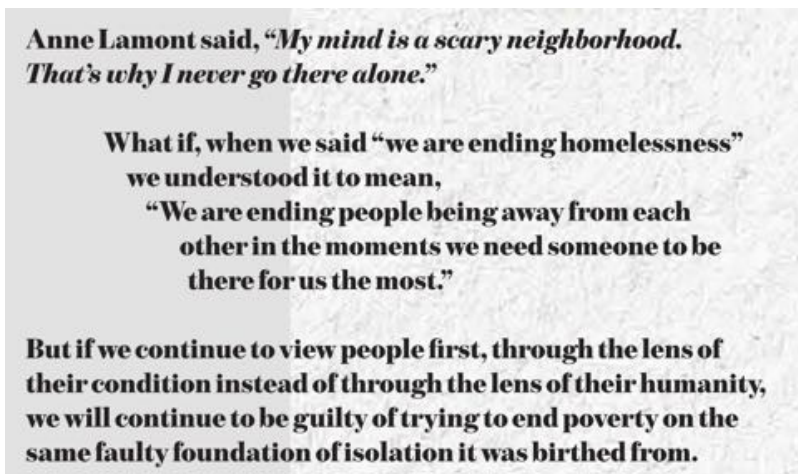 Anne Lamont said, “My mind is a scary neighborhood.
That’s why I never go there alone.”
What if, when we said “we are ending homelessness”
we understood it to mean,
“We are ending people being away from each
other in the moments we need someone to be
there for us the most.”
But if we continue to view people first, through the lens of
their condition instead of through the lens of their humanity,
we will continue to be guilty of trying to end poverty on the
same faulty foundation of isolation it was birthed from.